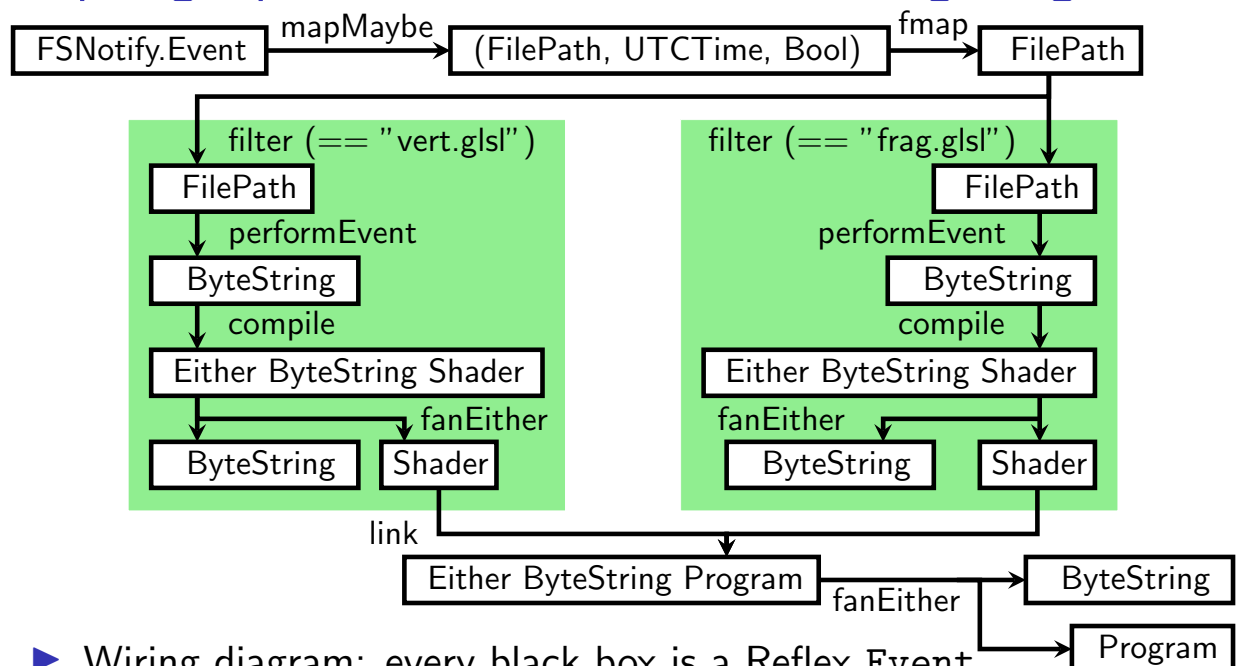 FSNotify.Event mapMaybe (FilePath, UTCTime, Bool) fmap FilePath
filter (== "vert.glsl") filter (== "frag.glsl")
FilePath FilePath
performEvent performEvent
ByteString ByteString
compile compile
Either ByteString Shader Either ByteString Shader
fanEither fanEither
ByteString Shader ByteString Shader
link
Either ByteString Program fanEither ByteString
Program
Wiring diagram: every black box is a Reflex Event